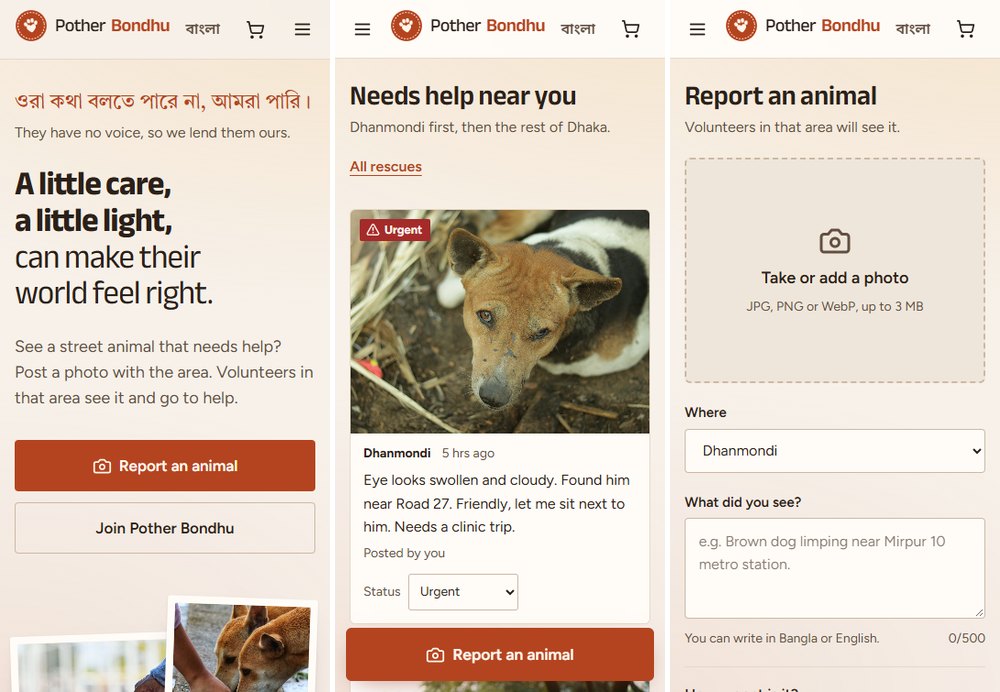 Pother Bondhu
বাংলা
ওরা কথা বলতে পারে না, আমরা পারি।
They have no voice, so we lend them ours.
A little care,
a little light,
can make their
world feel right.
See a street animal that needs help?
Post a photo with the area. Volunteers in
that area see it and go to help.
Report an animal
Join Pother Bondhu
Pother Bondhu
বাংলা
Needs help near you
Dhanmondi first, then the rest of Dhaka.
All rescues
Urgent
Dhanmondi 5 hrs ago
Eye looks swollen and cloudy. Found him
near Road 27. Friendly, let me sit next to
him. Needs a clinic trip.
Posted by you
Status Urgent
Report an animal
Pother Bondhu
বাংলা
Report an animal
Volunteers in that area will see it.
Take or add a photo
JPG, PNG or WebP, up to 3 MB
Where
Dhanmondi
What did you see?
e.g. Brown dog limping near Mirpur 10
metro station.
You can write in Bangla or English. 0/500